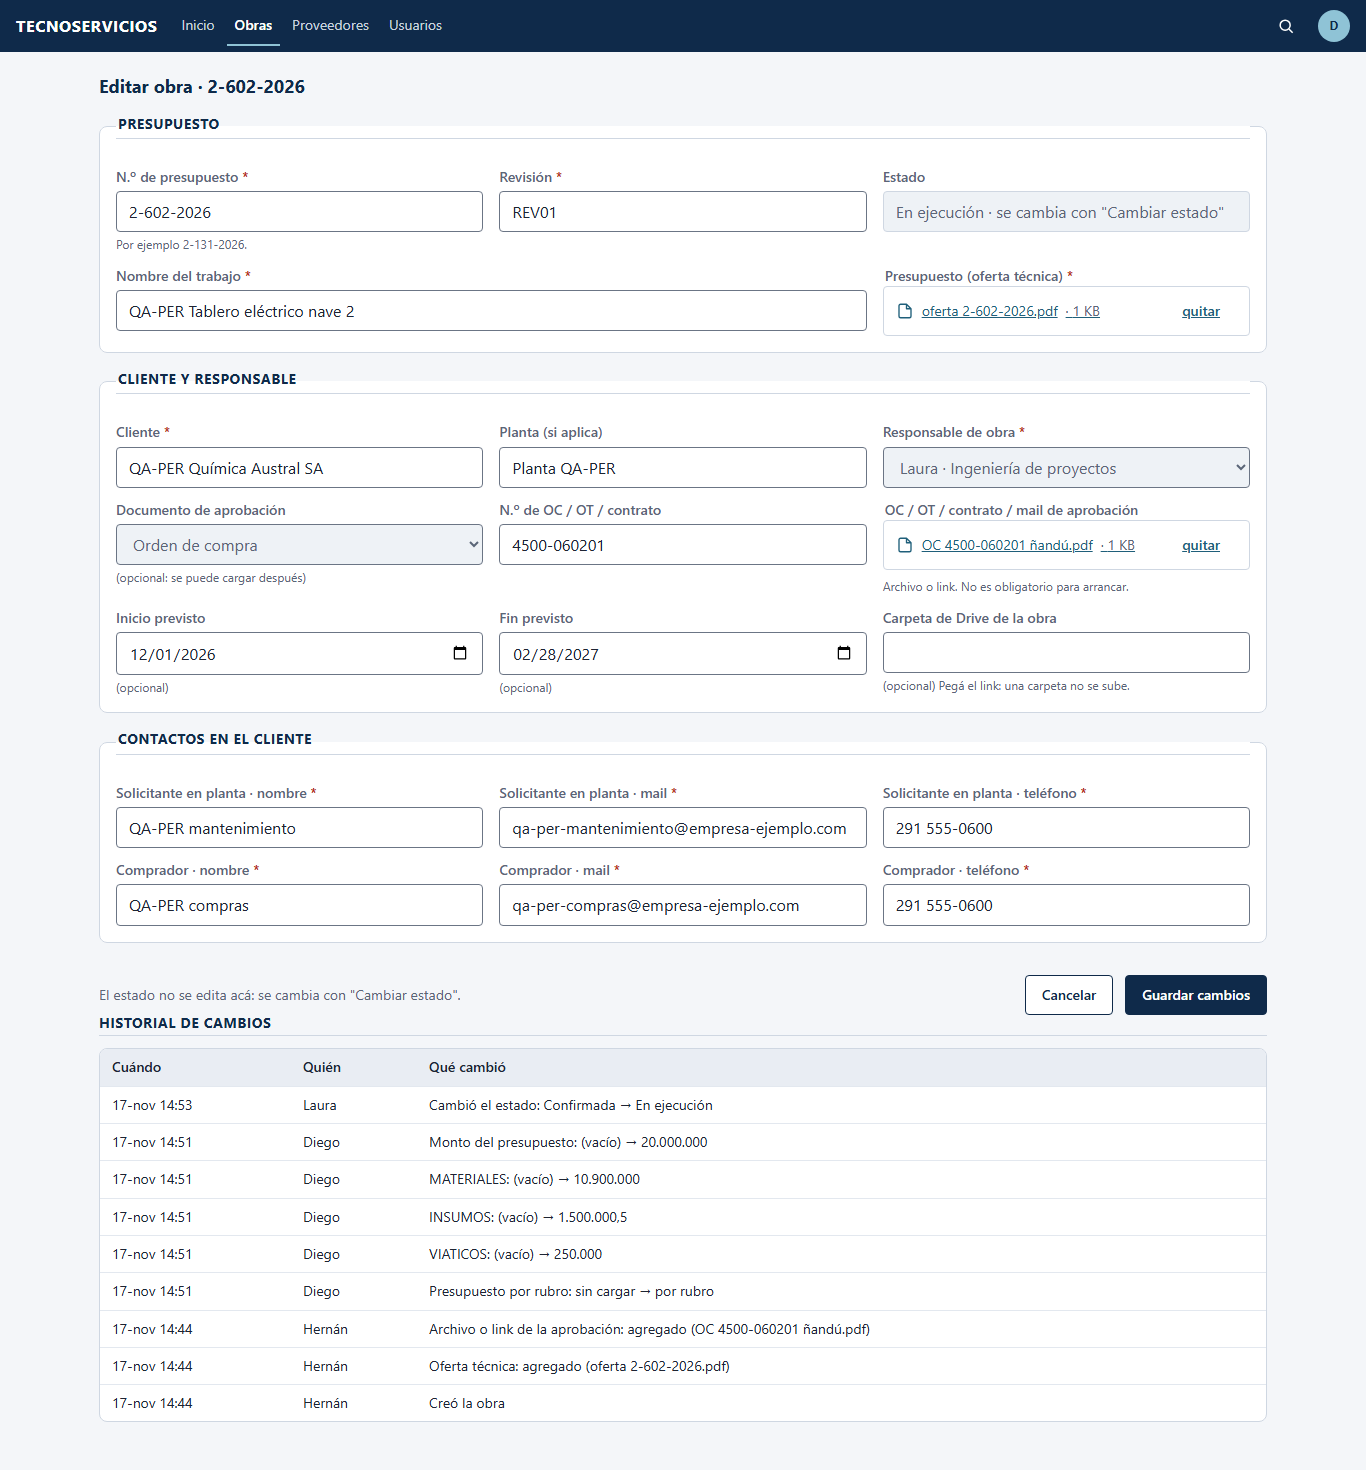 TECNOSERVICIOS Inicio Obras Proveedores Usuarios D
Editar obra · 2-602-2026
PRESUPUESTO
N.º de presupuesto * Revisión * Estado
2-602-2026 REV01 En ejecución · se cambia con "Cambiar estado"
Por ejemplo 2-131-2026.
Nombre del trabajo * Presupuesto (oferta técnica) *
QA-PER Tablero eléctrico nave 2 oferta 2-602-2026.pdf · 1 KB quitar
CLIENTE Y RESPONSABLE
Cliente * Planta (si aplica) Responsable de obra *
QA-PER Química Austral SA Planta QA-PER Laura · Ingeniería de proyectos
Documento de aprobación N.º de OC / OT / contrato OC / OT / contrato / mail de aprobación
Orden de compra 4500-060201 OC 4500-060201 ñandú.pdf · 1 KB quitar
(opcional: se puede cargar después) Archivo o link. No es obligatorio para arrancar.
Inicio previsto Fin previsto Carpeta de Drive de la obra
12/01/2026 02/28/2027
(opcional) (opcional) (opcional) Pegá el link: una carpeta no se sube.
CONTACTOS EN EL CLIENTE
Solicitante en planta · nombre * Solicitante en planta · mail * Solicitante en planta · teléfono *
QA-PER mantenimiento qa-per-mantenimiento@empresa-ejemplo.com 291 555-0600
Comprador · nombre * Comprador · mail * Comprador · teléfono *
QA-PER compras qa-per-compras@empresa-ejemplo.com 291 555-0600
El estado no se edita acá: se cambia con "Cambiar estado". Cancelar Guardar cambios
HISTORIAL DE CAMBIOS
Cuándo Quién Qué cambió
17-nov 14:53 Laura Cambió el estado: Confirmada → En ejecución
17-nov 14:51 Diego Monto del presupuesto: (vacío) → 20.000.000
17-nov 14:51 Diego MATERIALES: (vacío) → 10.900.000
17-nov 14:51 Diego INSUMOS: (vacío) → 1.500.000,5
17-nov 14:51 Diego VIATICOS: (vacío) → 250.000
17-nov 14:51 Diego Presupuesto por rubro: sin cargar → por rubro
17-nov 14:44 Hernán Archivo o link de la aprobación: agregado (OC 4500-060201 ñandú.pdf)
17-nov 14:44 Hernán Oferta técnica: agregado (oferta 2-602-2026.pdf)
17-nov 14:44 Hernán Creó la obra